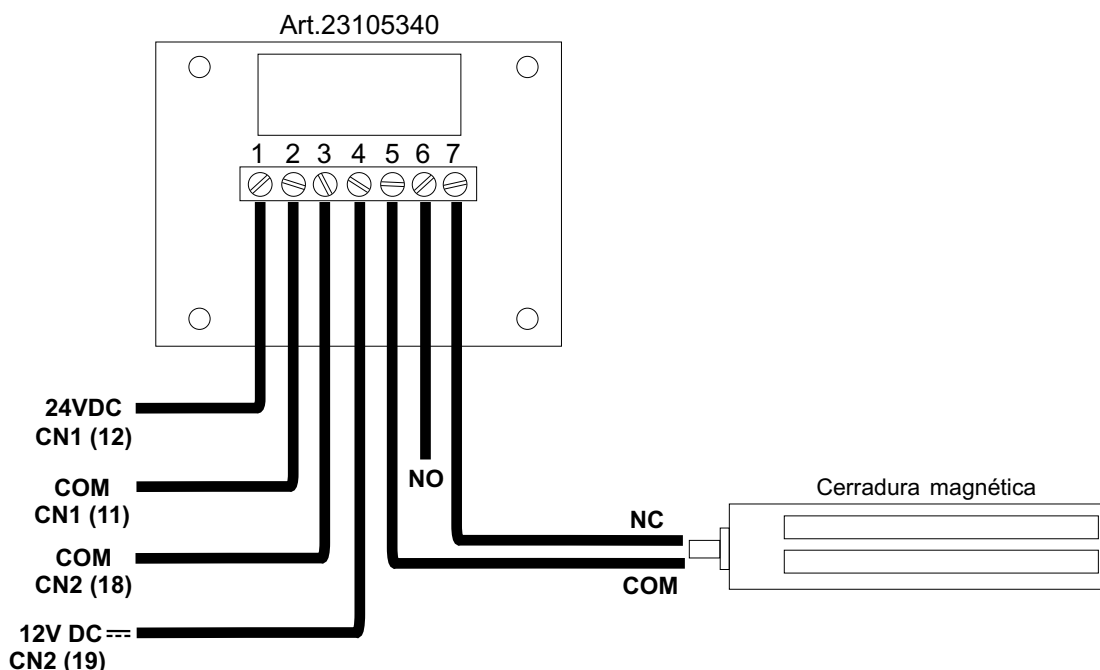 Art.23105340
1 2 3 4 5 6 7
24VDC
CN1 (12)
COM
CN1 (11)
NO
COM
CN2 (18)
12V DC
CN2 (19)
Cerradura magnética
NC
COM